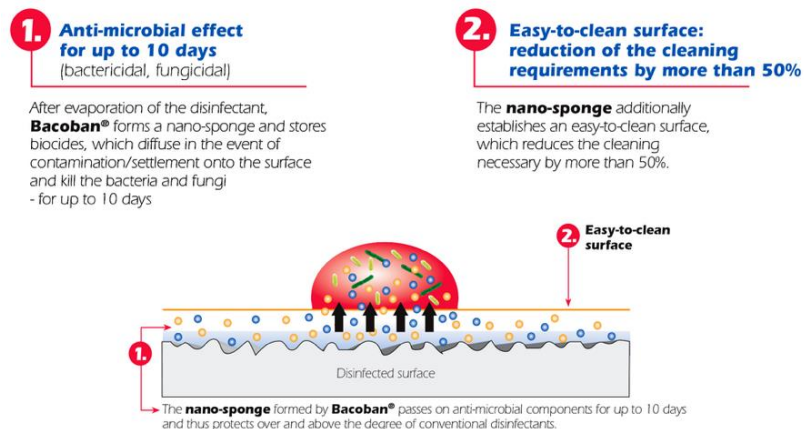 1.
Anti-microbial effect
for up to 10 days
(bactericidal, fungicidal)
After evaporation of the disinfectant,
Bacoban® forms a nano-sponge and stores
biocides, which diffuse in the event of
contamination/settlement onto the surface
and kill the bacteria and fungi
- for up to 10 days
2.
Easy-to-clean surface:
reduction of the cleaning
requirements by more than 50%
The nano-sponge additionally
establishes an easy-to-clean surface,
which reduces the cleaning
necessary by more than 50%.
2.
Easy-to-clean
surface
1.
Disinfected surface
The nano-sponge formed by Bacoban® passes on anti-microbial components for up to 10 days
and thus protects over and above the degree of conventional disinfectants.